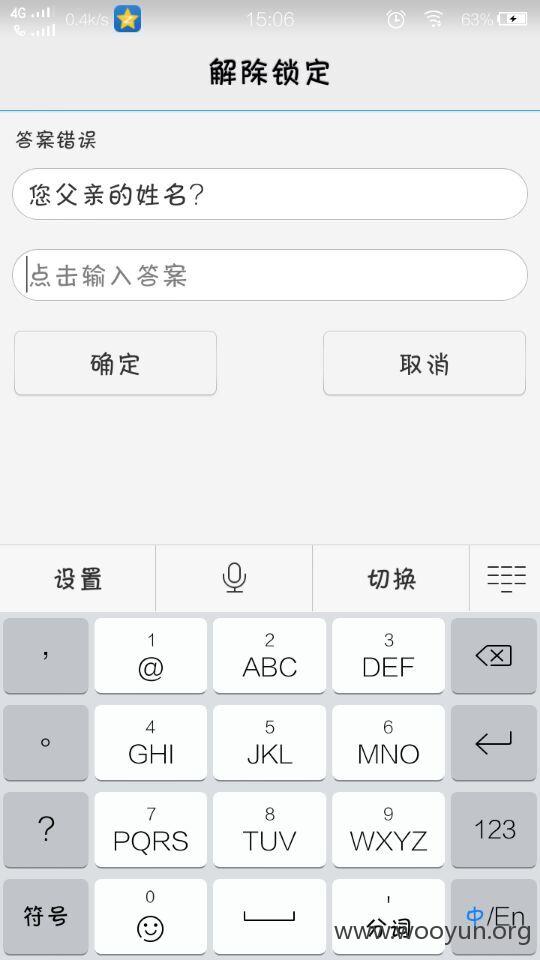 4G 0.4k/s 15:06 63%
解除锁定
答案错误
您父亲的姓名?
点击输入答案
确定 取消
设置 切换
, 1 2 3
@ ABC DEF
。 4 5 6
GHI JKL MNO
? 7 8 9 123
PQRS TUV WXYZ
符号 0 ' 分词 中/En
www.wooyun.org